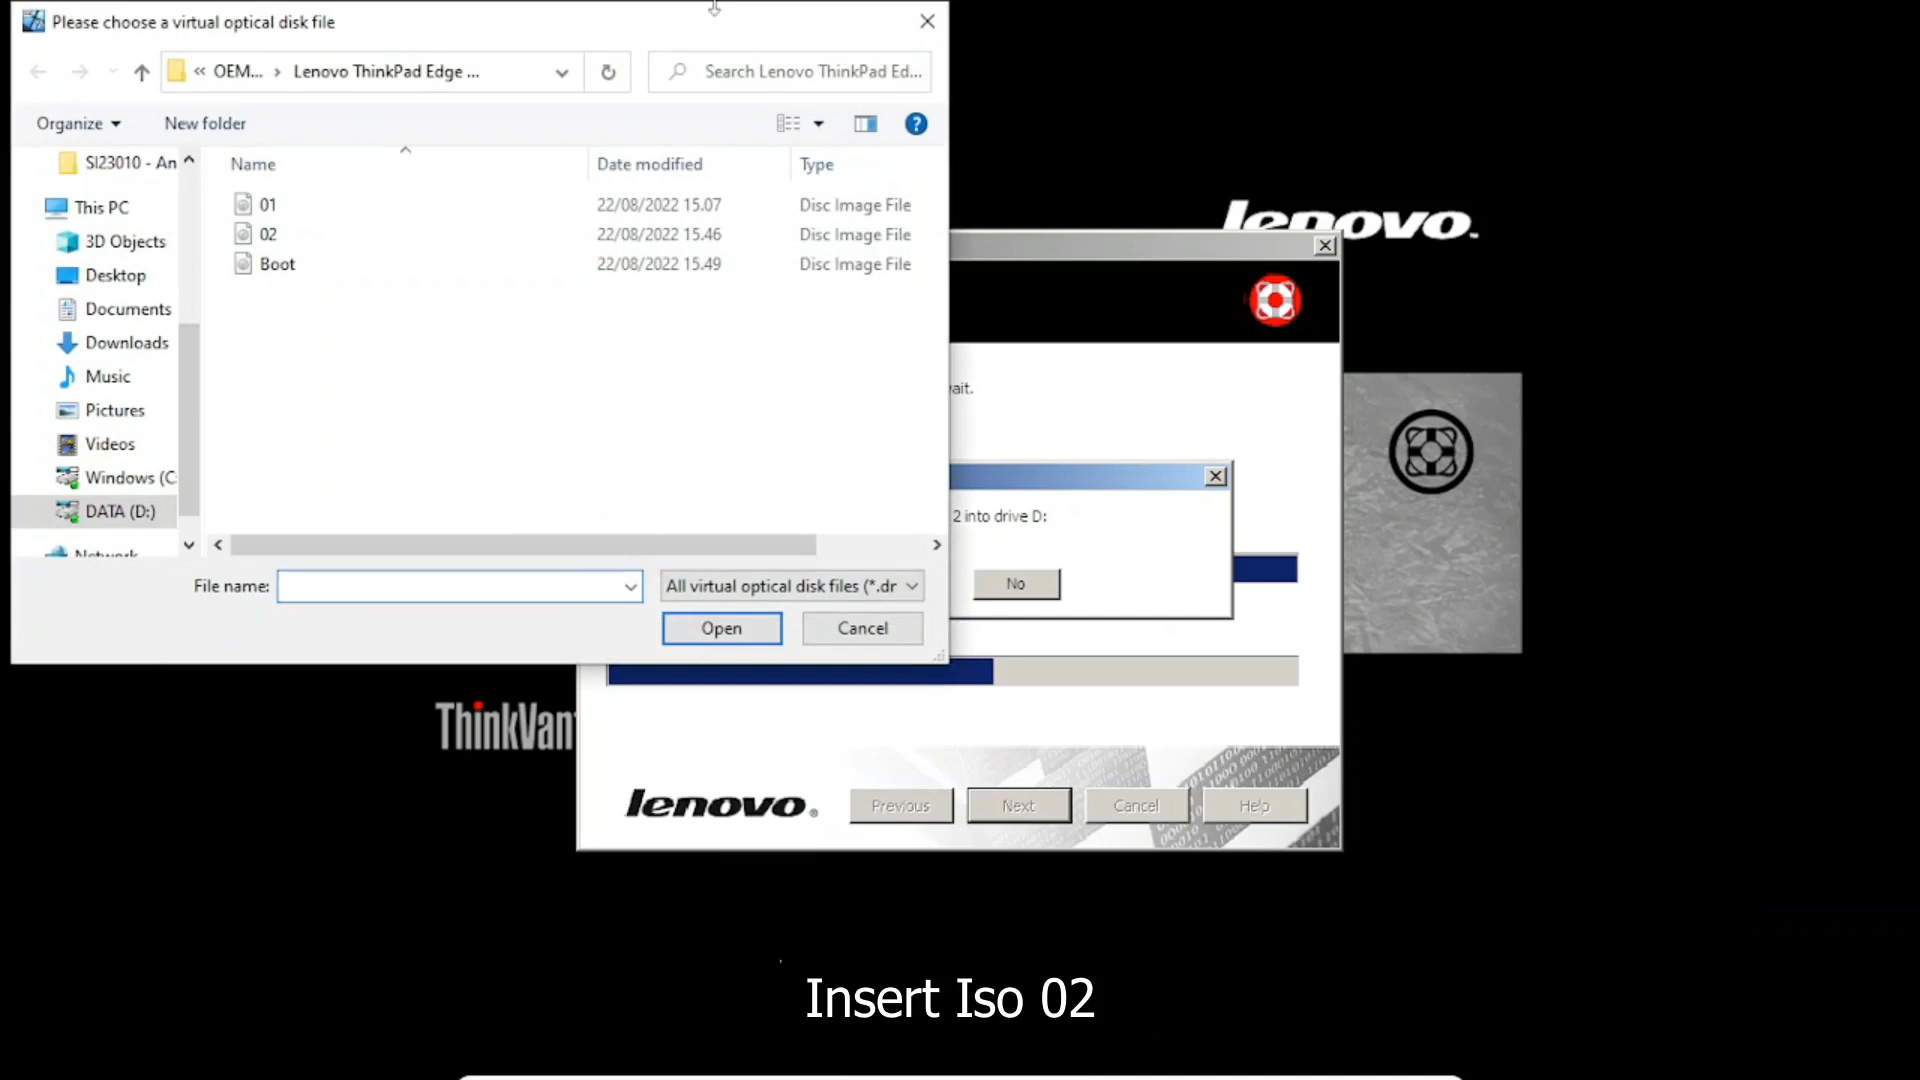 Please choose a virtual optical disk file
« OEM... › Lenovo ThinkPad Edge ...
Search Lenovo ThinkPad Ed...
Organize
New folder
Name
Date modified
Type
SI23010 - An
This PC
3D Objects
Desktop
Documents
Downloads
Music
Pictures
Videos
Windows (C:
DATA (D:)
Network
01 22/08/2022 15.07 Disc Image File
02 22/08/2022 15.46 Disc Image File
Boot 22/08/2022 15.49 Disc Image File
File name:
All virtual optical disk files (*.dr
Open
Cancel
lenovo.
wait.
2 into drive D:
No
ThinkVan
lenovo.
Previous
Next
Cancel
Help
Insert Iso 02